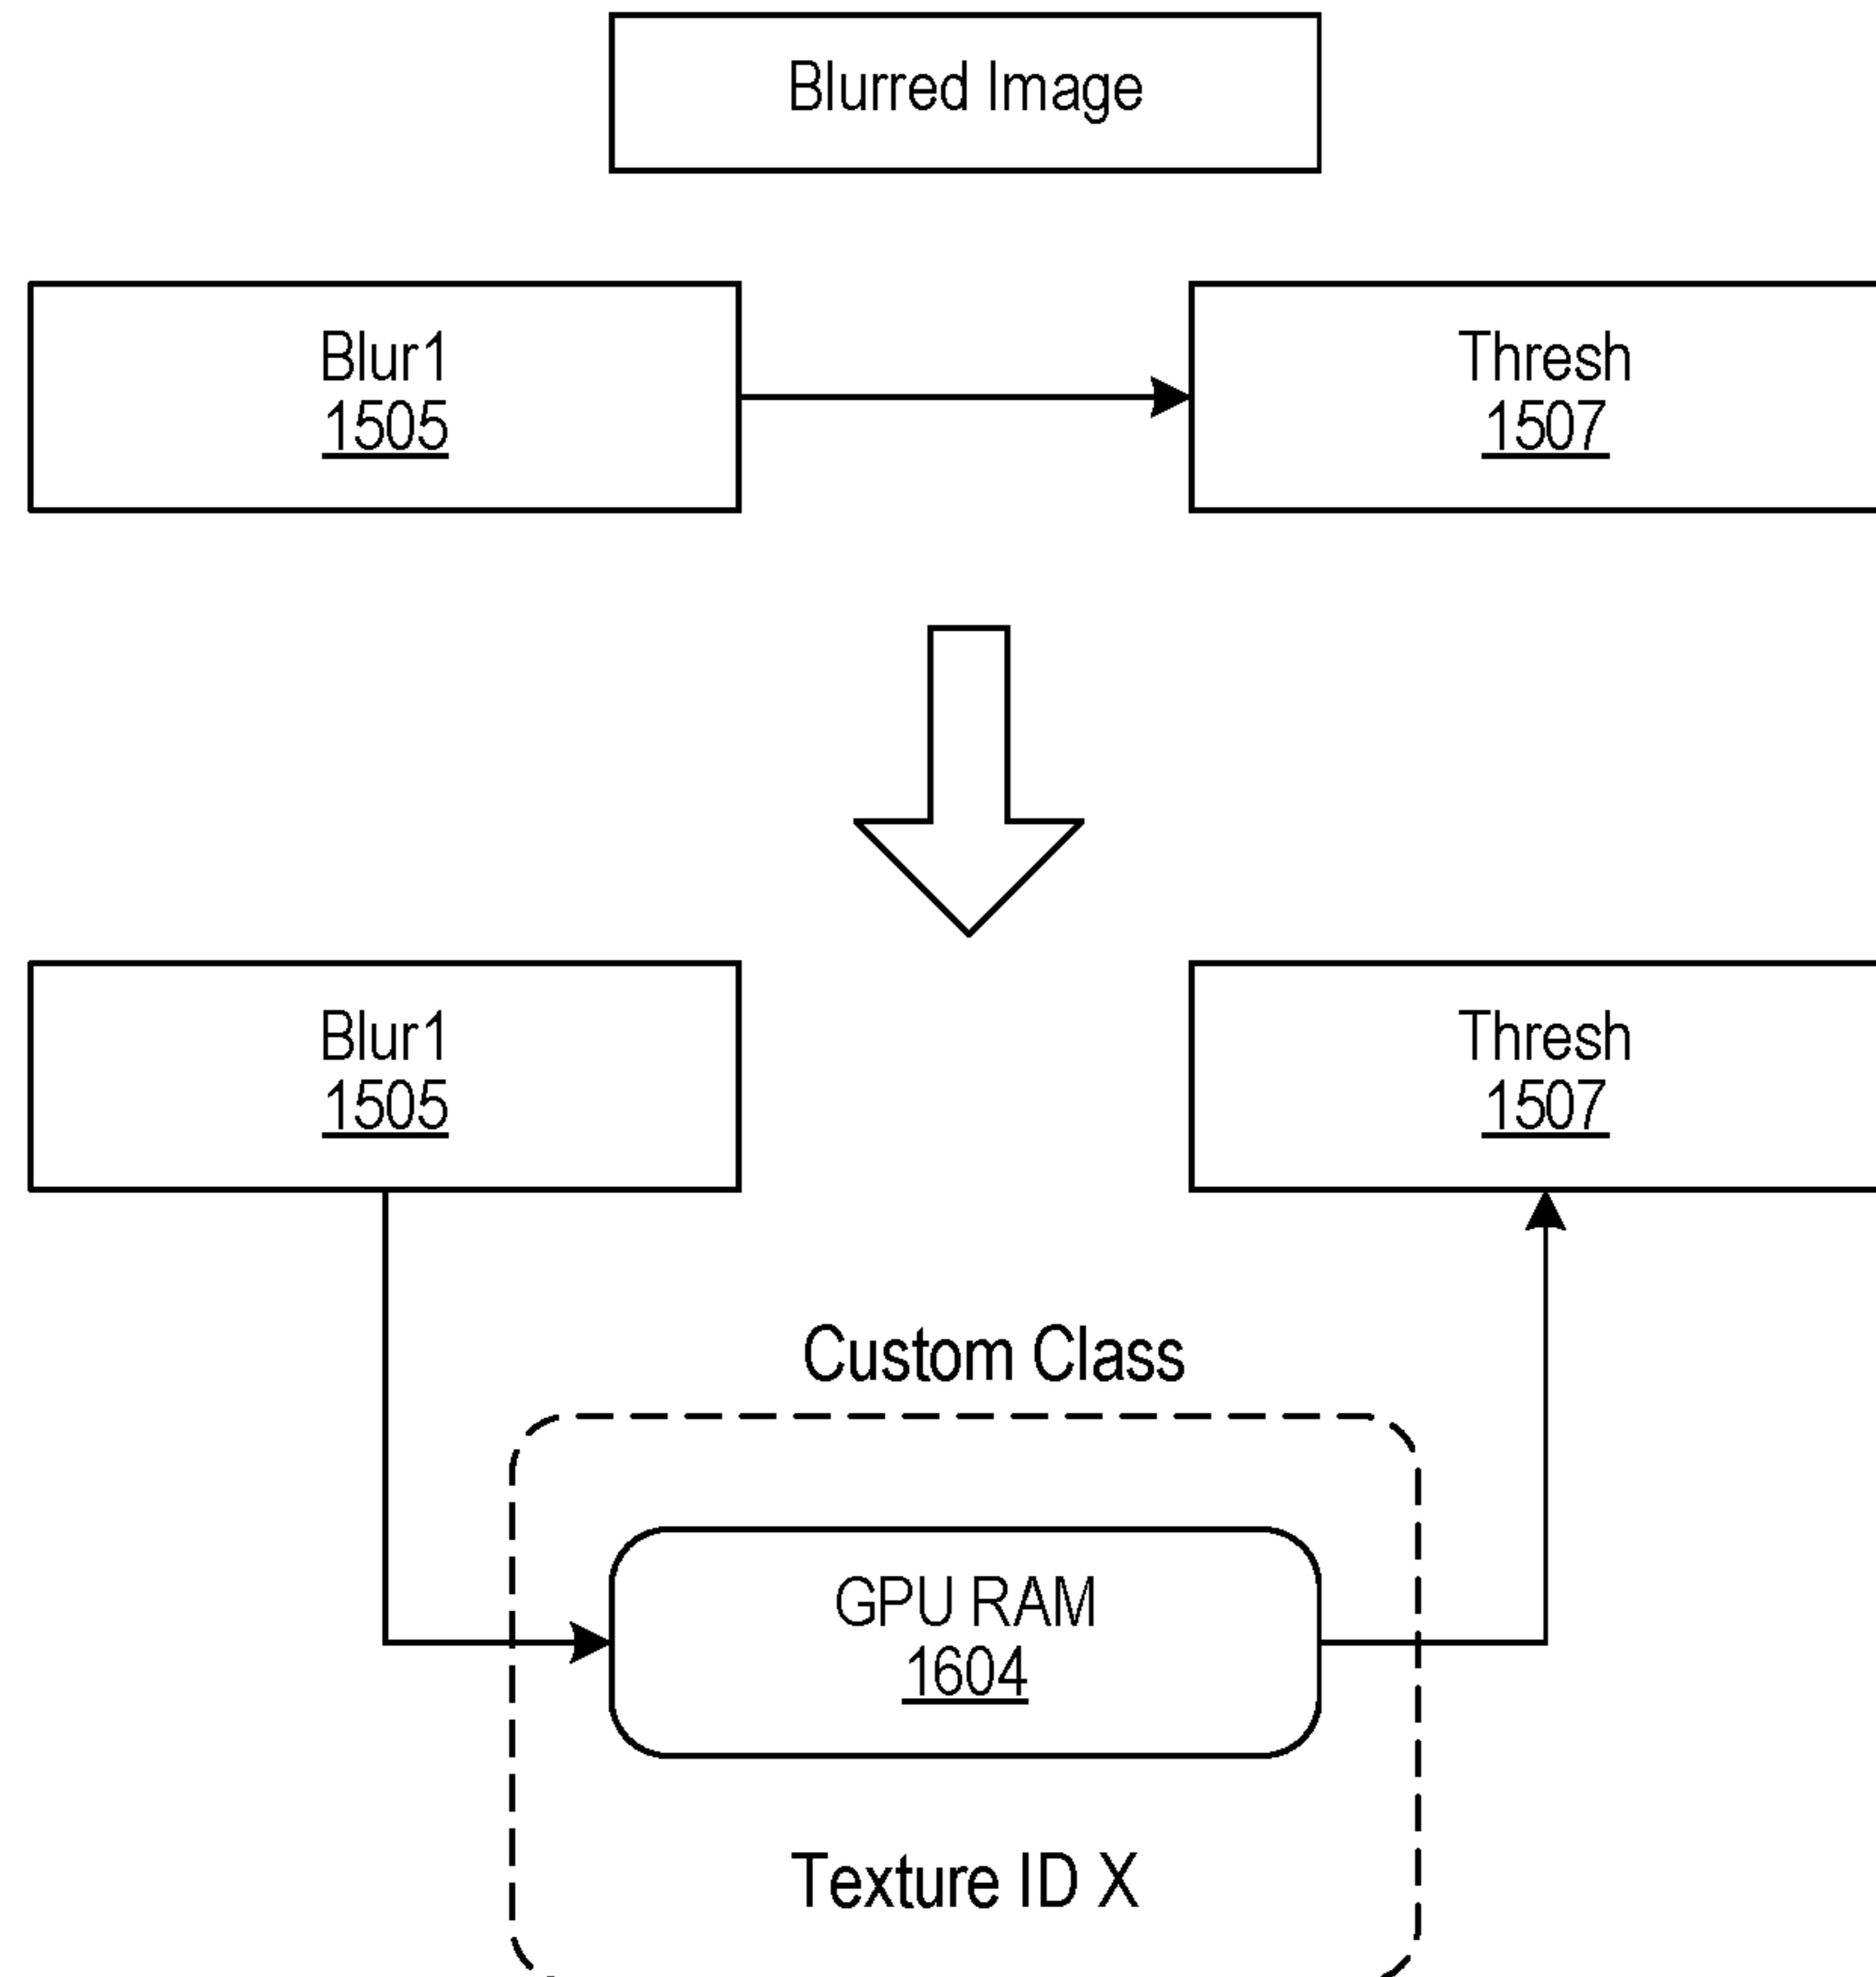 Blurred Image
Blur1
1505
Thresh
1507
Blur1
1505
Thresh
1507
Custom Class
GPU RAM
1604
Texture ID X